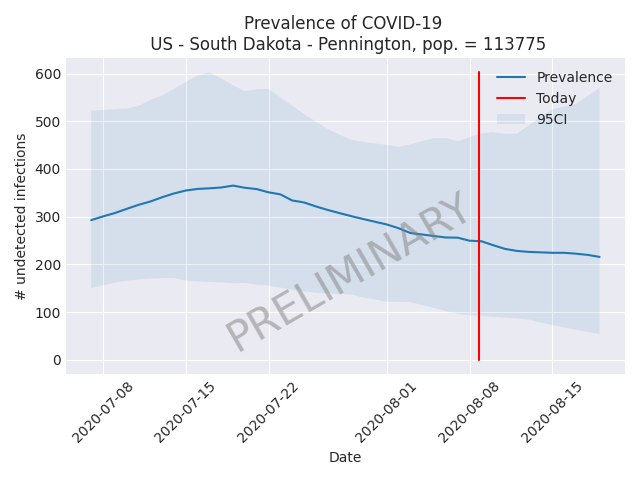 Prevalence of COVID-19
US - South Dakota - Pennington, pop. = 113775
Prevalence
Today
95CI
600
500
400
300
200
100
0
# undetected infections
PRELIMINARY
2020-07-08
2020-07-15
2020-07-22
2020-08-01
2020-08-08
2020-08-15
Date